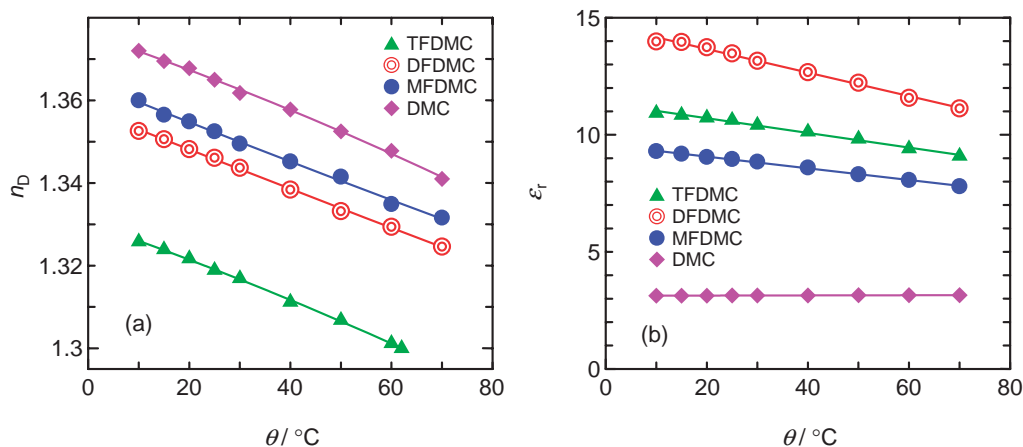 TFDMC
DFDMC
MFDMC
DMC
1.36
1.34
1.32
1.3
n_D
(a)
0 20 40 60 80
θ / °C
15
10
5
0
ε_r
TFDMC
DFDMC
MFDMC
DMC
(b)
0 20 40 60 80
θ / °C